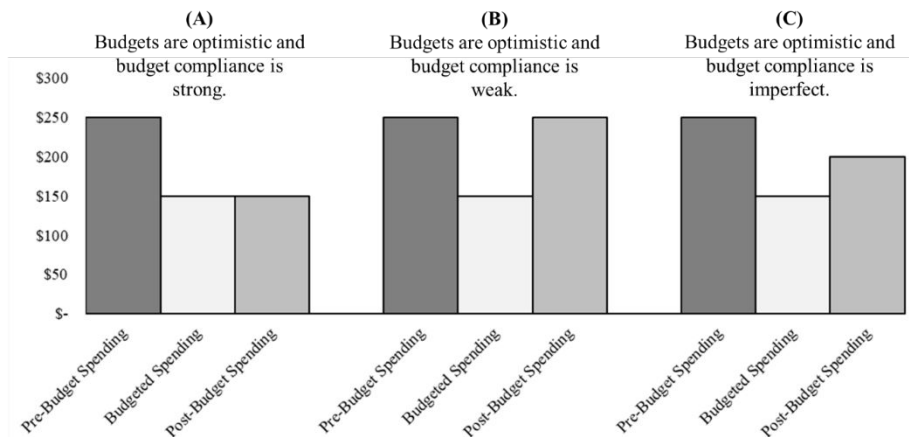 (A)
Budgets are optimistic and
budget compliance is
strong.
(B)
Budgets are optimistic and
budget compliance is
weak.
(C)
Budgets are optimistic and
budget compliance is
imperfect.
$300
$250
$200
$150
$100
$50
$-
Pre-Budget Spending
Budgeted Spending
Post-Budget Spending
Pre-Budget Spending
Budgeted Spending
Post-Budget Spending
Pre-Budget Spending
Budgeted Spending
Post-Budget Spending